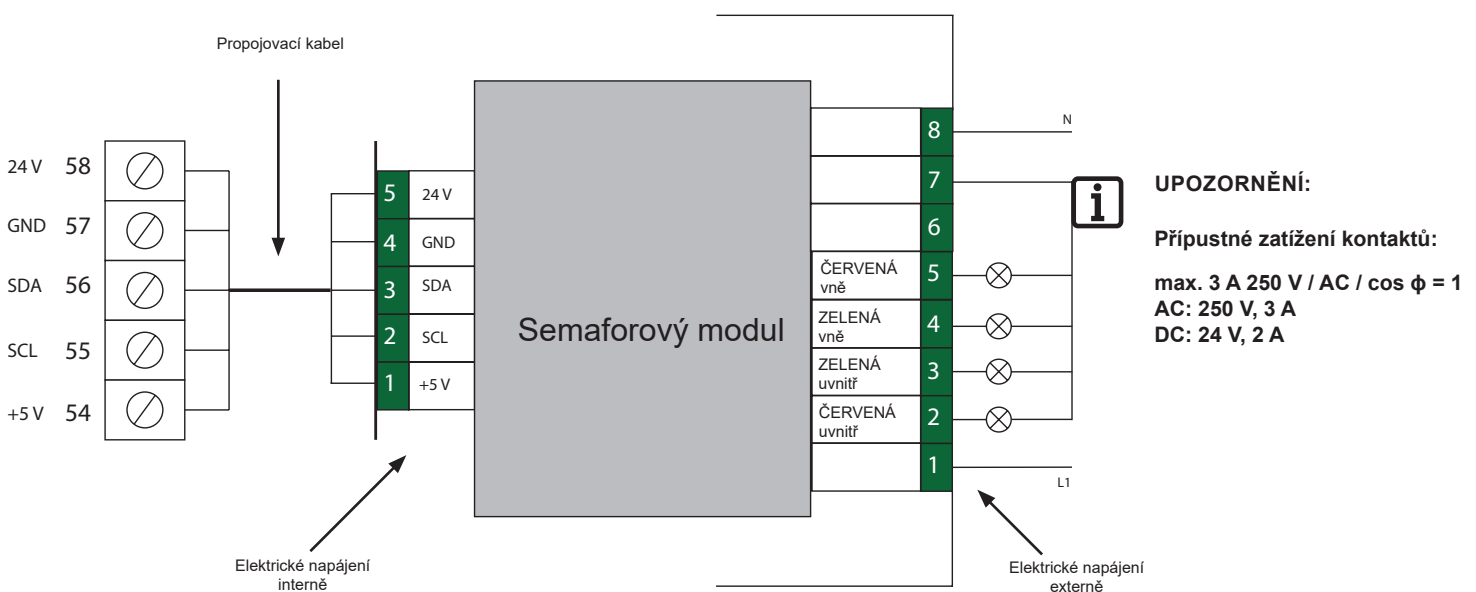 Propojovací kabel
24 V 58
GND 57
SDA 56
SCL 55
+5 V 54
5 24 V
4 GND
3 SDA
2 SCL
1 +5 V
Semaforový modul
8 N
7
6
ČERVENÁ
vně 5
ZELENÁ
vně 4
ZELENÁ
uvnitř 3
ČERVENÁ
uvnitř 2
1 L1
Elektrické napájení
interně
Elektrické napájení
externě
i
UPOZORNĚNÍ:
Přípustné zatížení kontaktů:
max. 3 A 250 V / AC / cos ϕ = 1
AC: 250 V, 3 A
DC: 24 V, 2 A